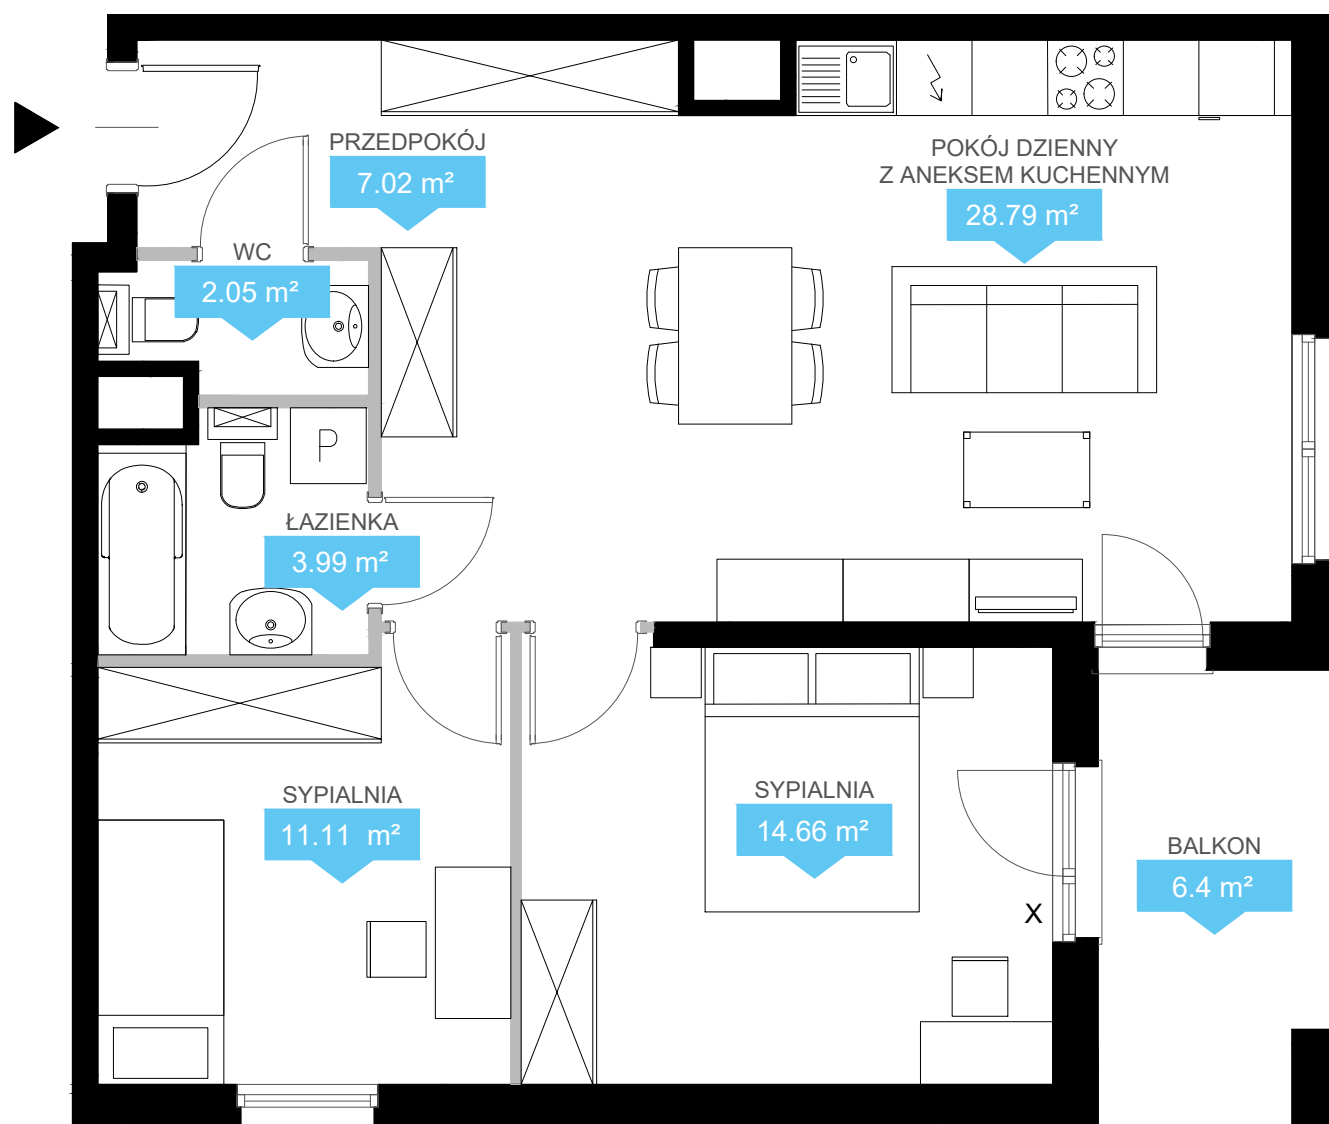 PRZEDPOKÓJ
7.02 m²
POKÓJ DZIENNY
Z ANEKSEM KUCHENNYM
28.79 m²
WC
2.05 m²
P
ŁAZIENKA
3.99 m²
SYPIALNIA
11.11 m²
SYPIALNIA
14.66 m²
X
BALKON
6.4 m²